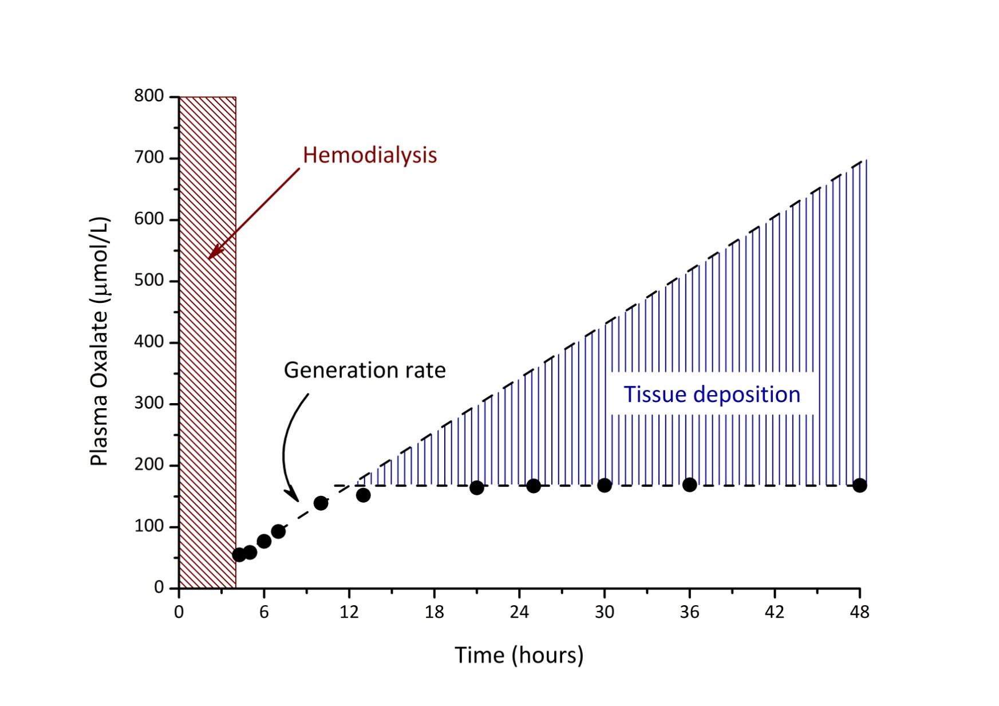 800
700
600
500
400
300
200
100
0
Plasma Oxalate (μmol/L)
Hemodialysis
Generation rate
Tissue deposition
0 6 12 18 24 30 36 42 48
Time (hours)